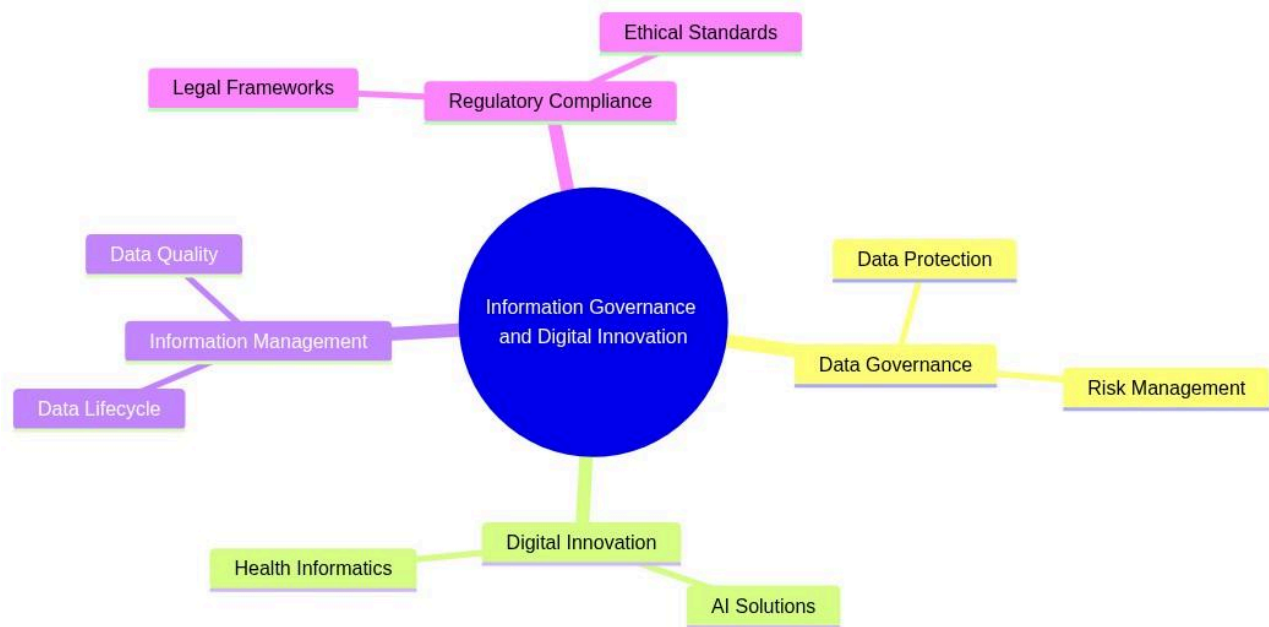 Ethical Standards
Legal Frameworks
Regulatory Compliance
Data Quality
Information Management
Data Lifecycle
Information Governance
and Digital Innovation
Data Protection
Data Governance
Risk Management
Digital Innovation
Health Informatics
AI Solutions